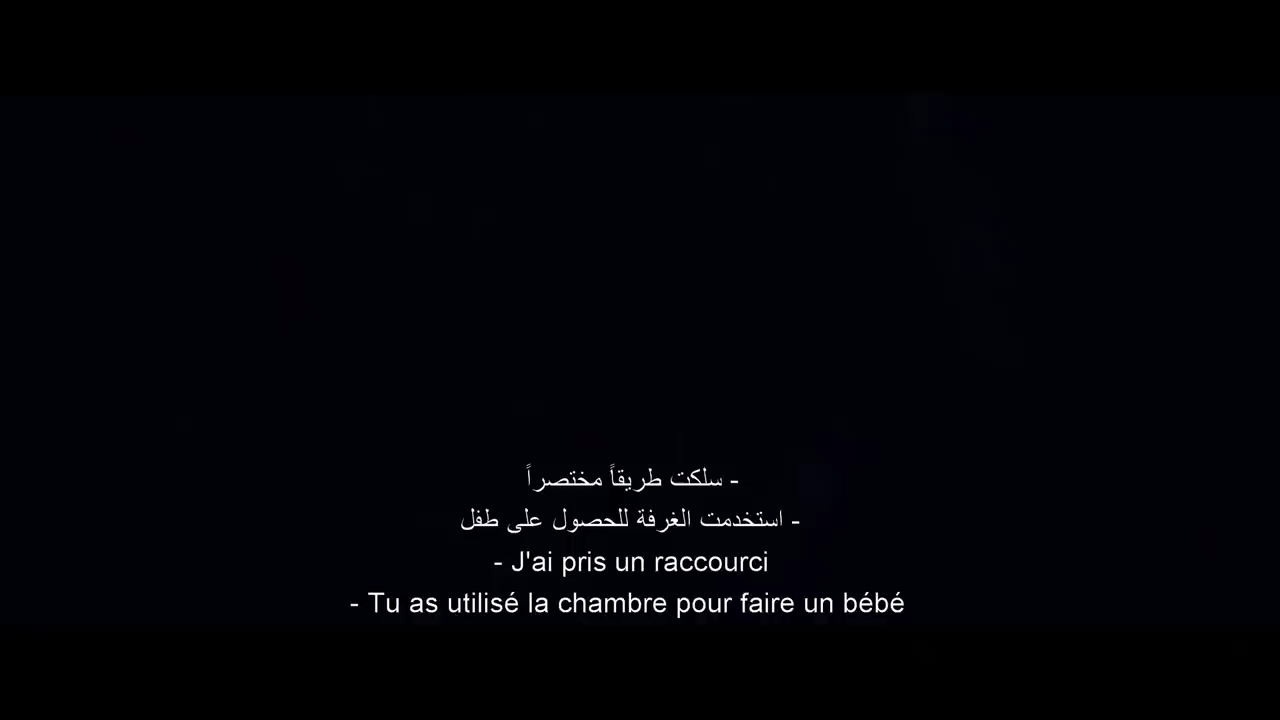 - سلكت طريقاً مختصراً
- استخدمت الغرفة للحصول على طفل
- J'ai pris un raccourci
- Tu as utilisé la chambre pour faire un bébé